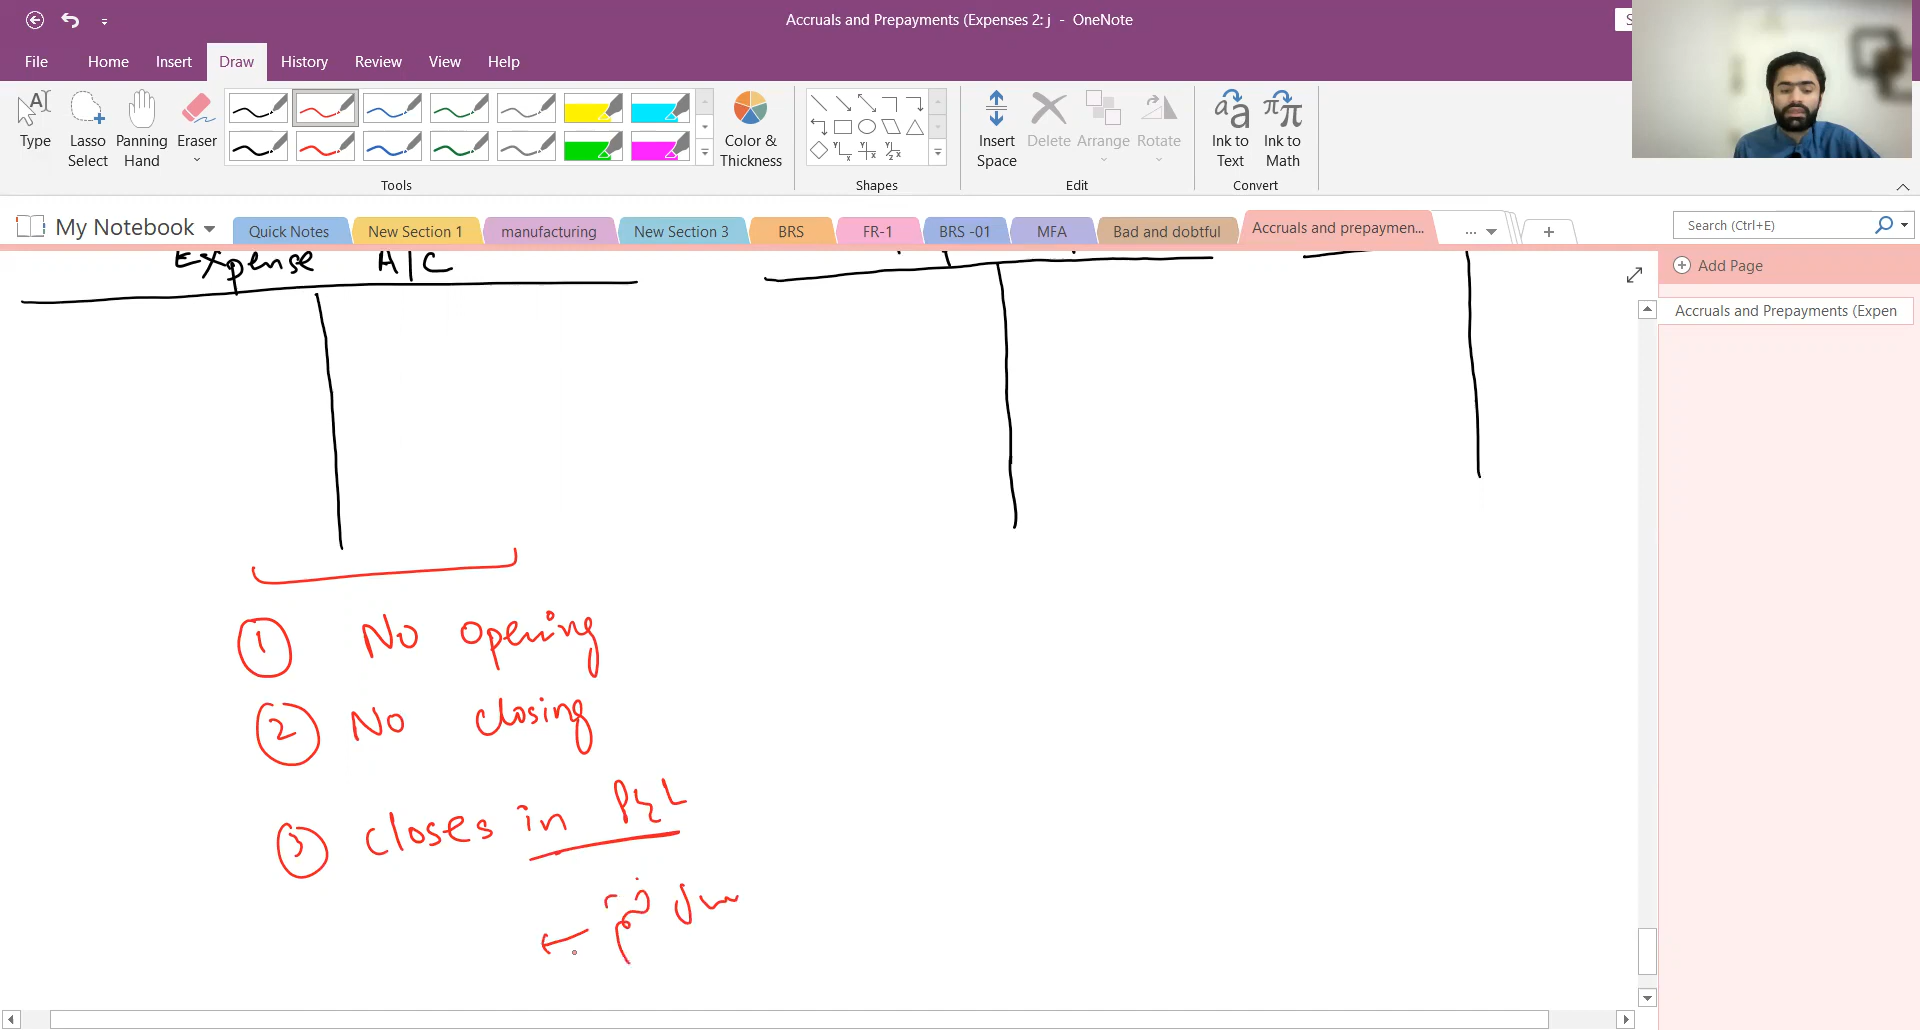 Accruals and Prepayments (Expenses 2: j - OneNote
File Home Insert Draw History Review View Help
Type
Lasso Select
Panning Hand
Eraser
Color & Thickness
Insert Space
Delete
Arrange
Rotate
Ink to Text
Ink to Math
Tools
Shapes
Edit
Convert
My Notebook
Quick Notes
New Section 1
manufacturing
New Section 3
BRS
FR-1
BRS -01
MFA
Bad and doubtful
Accruals and prepaymen...
...
Search (Ctrl+E)
Add Page
Accruals and Prepayments (Expen
Expense A/C
1 No opening
2 No closing
3 closes in P&L